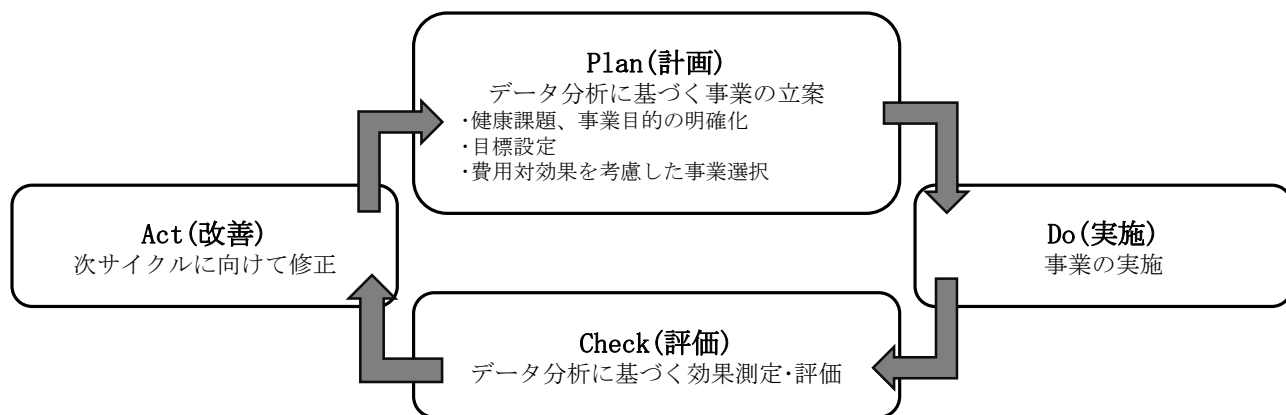 Plan(計画)
データ分析に基づく事業の立案
･健康課題、事業目的の明確化
･目標設定
･費用対効果を考慮した事業選択
Act(改善)
次サイクルに向けて修正
Do(実施)
事業の実施
Check(評価)
データ分析に基づく効果測定･評価